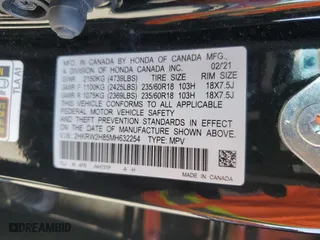 TLA A1
MFD. IN CANADA BY HONDA OF CANADA MFG., 02/21
A DIVISION OF HONDA CANADA INC.
GVWR 2150KG (4739LBS) TIRE SIZE RIM SIZE
GAWR F 1100KG (2425LBS) 235/60R18 103H 18X7.5J
GAWR R 1075KG (2369LBS) 235/60R18 103H 18X7.5J
THIS VEHICLE CONFORMS TO ALL APPLICABLE
FEDERAL MOTOR VEHICLE SAFETY AND
THEFT PREVENTION STANDARDS IN EFFECT ON
THE DATE OF MANUFACTURE SHOWN ABOVE.
V.I.N.: 2HKRW2H85MH632254 TYPE: MPV
MADE IN CANADA
DREAMBID